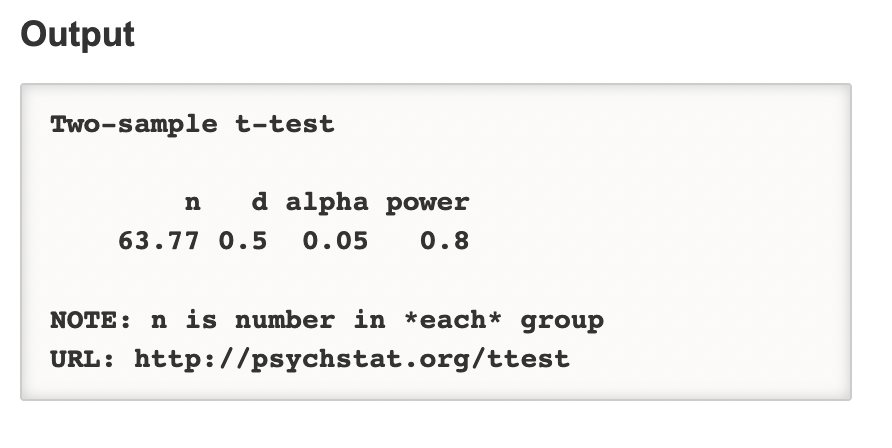 Output
Two-sample t-test
n d alpha power
63.77 0.5 0.05 0.8
NOTE: n is number in *each* group
URL: http://psychstat.org/ttest